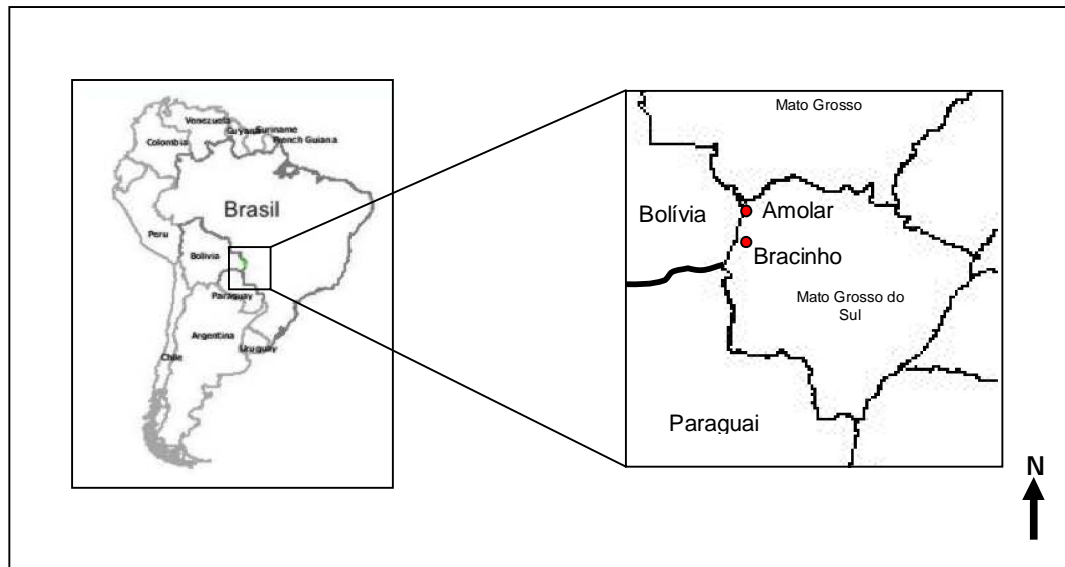 Venezuela
Guyana
Suriname
French Guiana
Colombia
Brasil
Peru
Bolivia
Paraguay
Argentina
Uruguay
Chile
Mato Grosso
Bolívia
Amolar
Bracinho
Mato Grosso do
Sul
Paraguai
N